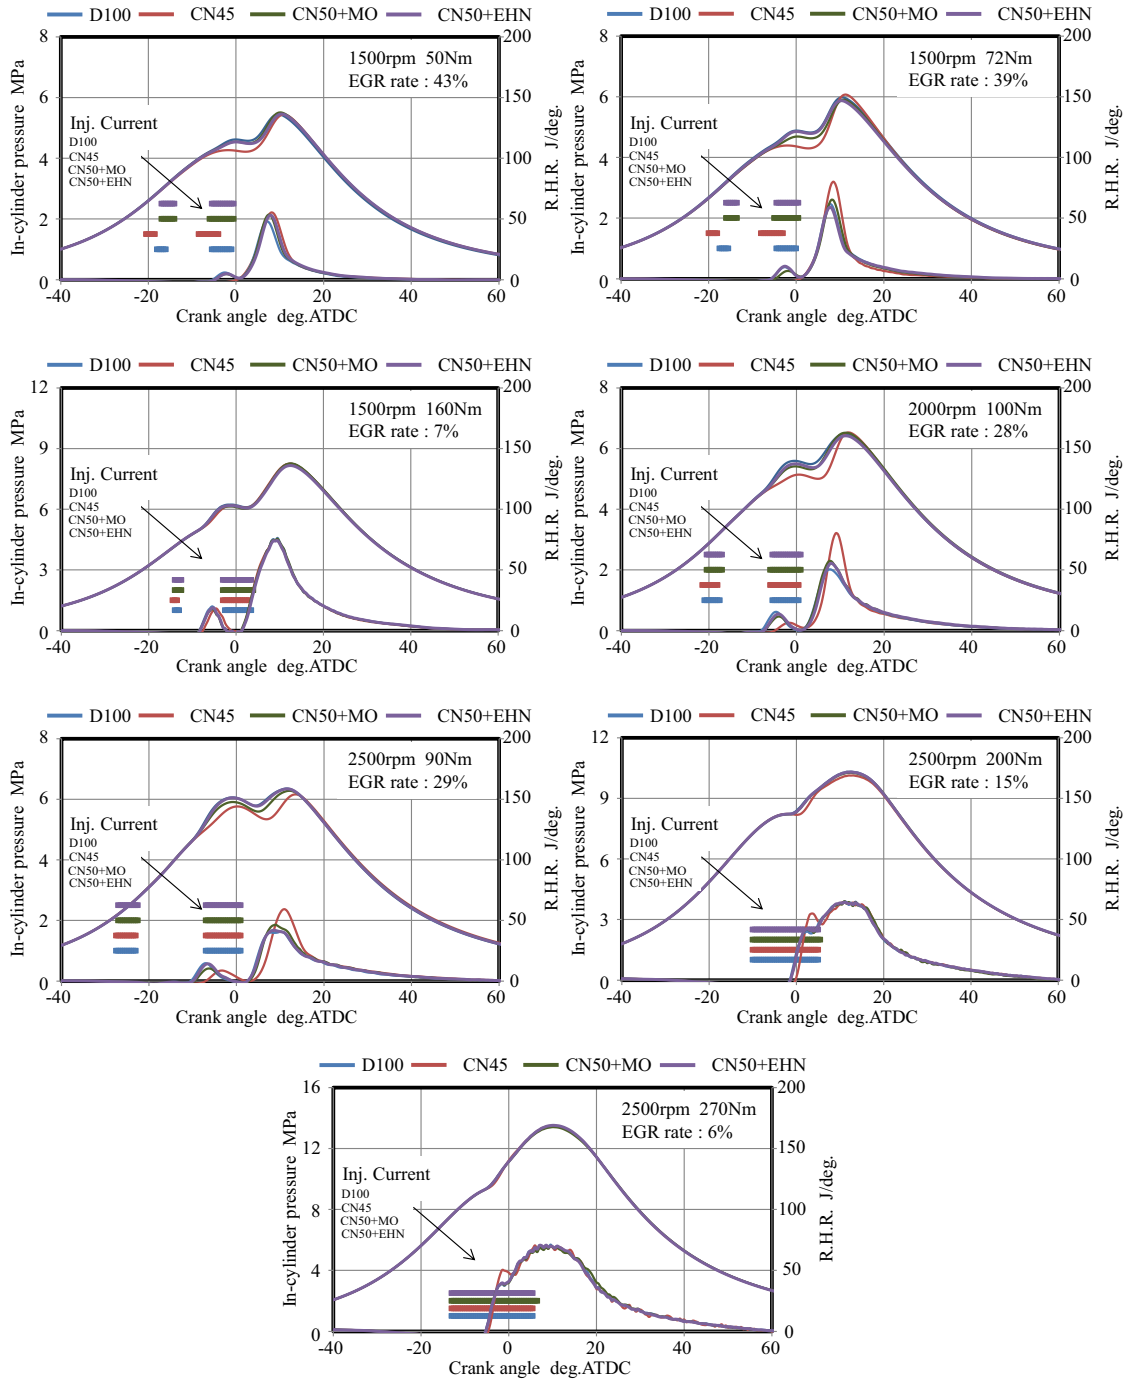 D100 CN45 CN50+MO CN50+EHN
8 200
1500rpm 50Nm
EGR rate : 43%
6 150
Inj. Current
D100
CN45
CN50+MO
CN50+EHN
4 100
2 50
0 0
-40 -20 0 20 40 60
In-cylinder pressure MPa
R.H.R. J/deg.
Crank angle deg.ATDC
D100 CN45 CN50+MO CN50+EHN
8 200
1500rpm 72Nm
EGR rate : 39%
6 150
Inj. Current
D100
CN45
CN50+MO
CN50+EHN
4 100
2 50
0 0
-40 -20 0 20 40 60
In-cylinder pressure MPa
R.H.R. J/deg.
Crank angle deg.ATDC
D100 CN45 CN50+MO CN50+EHN
12 200
1500rpm 160Nm
EGR rate : 7%
9 150
Inj. Current
D100
CN45
CN50+MO
CN50+EHN
6 100
3 50
0 0
-40 -20 0 20 40 60
In-cylinder pressure MPa
R.H.R. J/deg.
Crank angle deg.ATDC
D100 CN45 CN50+MO CN50+EHN
8 200
2000rpm 100Nm
EGR rate : 28%
6 150
Inj. Current
D100
CN45
CN50+MO
CN50+EHN
4 100
2 50
0 0
-40 -20 0 20 40 60
In-cylinder pressure MPa
R.H.R. J/deg.
Crank angle deg.ATDC
D100 CN45 CN50+MO CN50+EHN
8 200
2500rpm 90Nm
EGR rate : 29%
6 150
Inj. Current
D100
CN45
CN50+MO
CN50+EHN
4 100
2 50
0 0
-40 -20 0 20 40 60
In-cylinder pressure MPa
R.H.R. J/deg.
Crank angle deg.ATDC
D100 CN45 CN50+MO CN50+EHN
12 200
2500rpm 200Nm
EGR rate : 15%
9 150
Inj. Current
D100
CN45
CN50+MO
CN50+EHN
6 100
3 50
0 0
-40 -20 0 20 40 60
In-cylinder pressure MPa
R.H.R. J/deg.
Crank angle deg.ATDC
D100 CN45 CN50+MO CN50+EHN
16 200
2500rpm 270Nm
EGR rate : 6%
12 150
Inj. Current
D100
CN45
CN50+MO
CN50+EHN
8 100
4 50
0 0
-40 -20 0 20 40 60
In-cylinder pressure MPa
R.H.R. J/deg.
Crank angle deg.ATDC